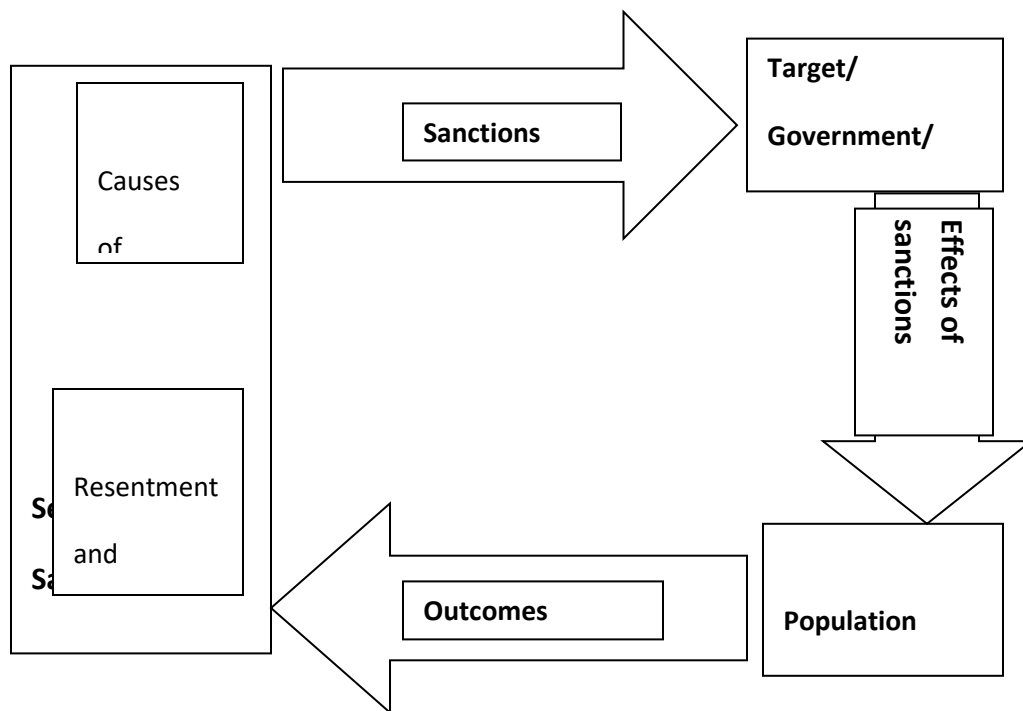 Causes
of
Resentment
and
Sanctions
Target/
Government/
Effects of
sanctions
Population
Outcomes